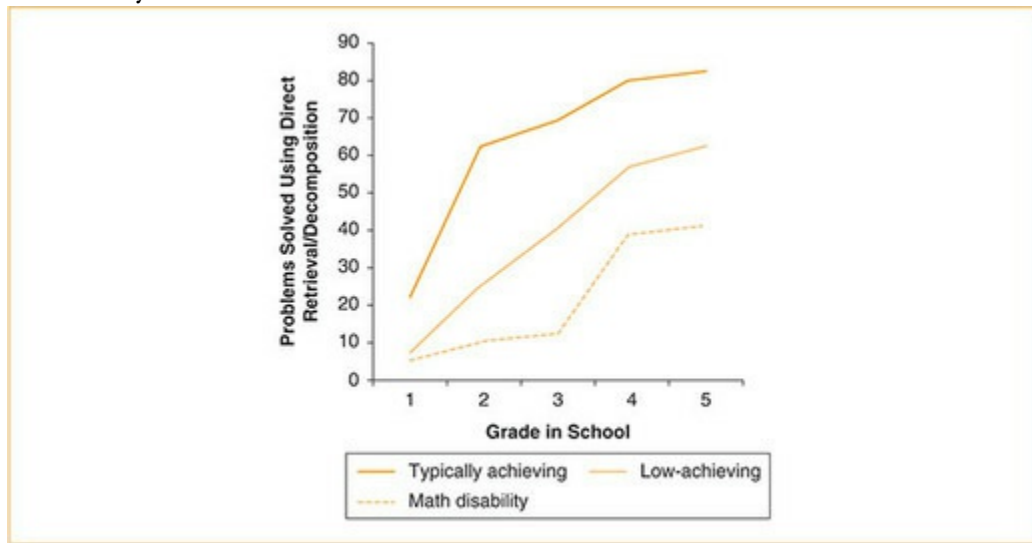 90
80
70
60
50
40
30
20
10
0
Problems Solved Using Direct
Retrieval/Decomposition
1 2 3 4 5
Grade in School
Typically achieving Low-achieving
Math disability